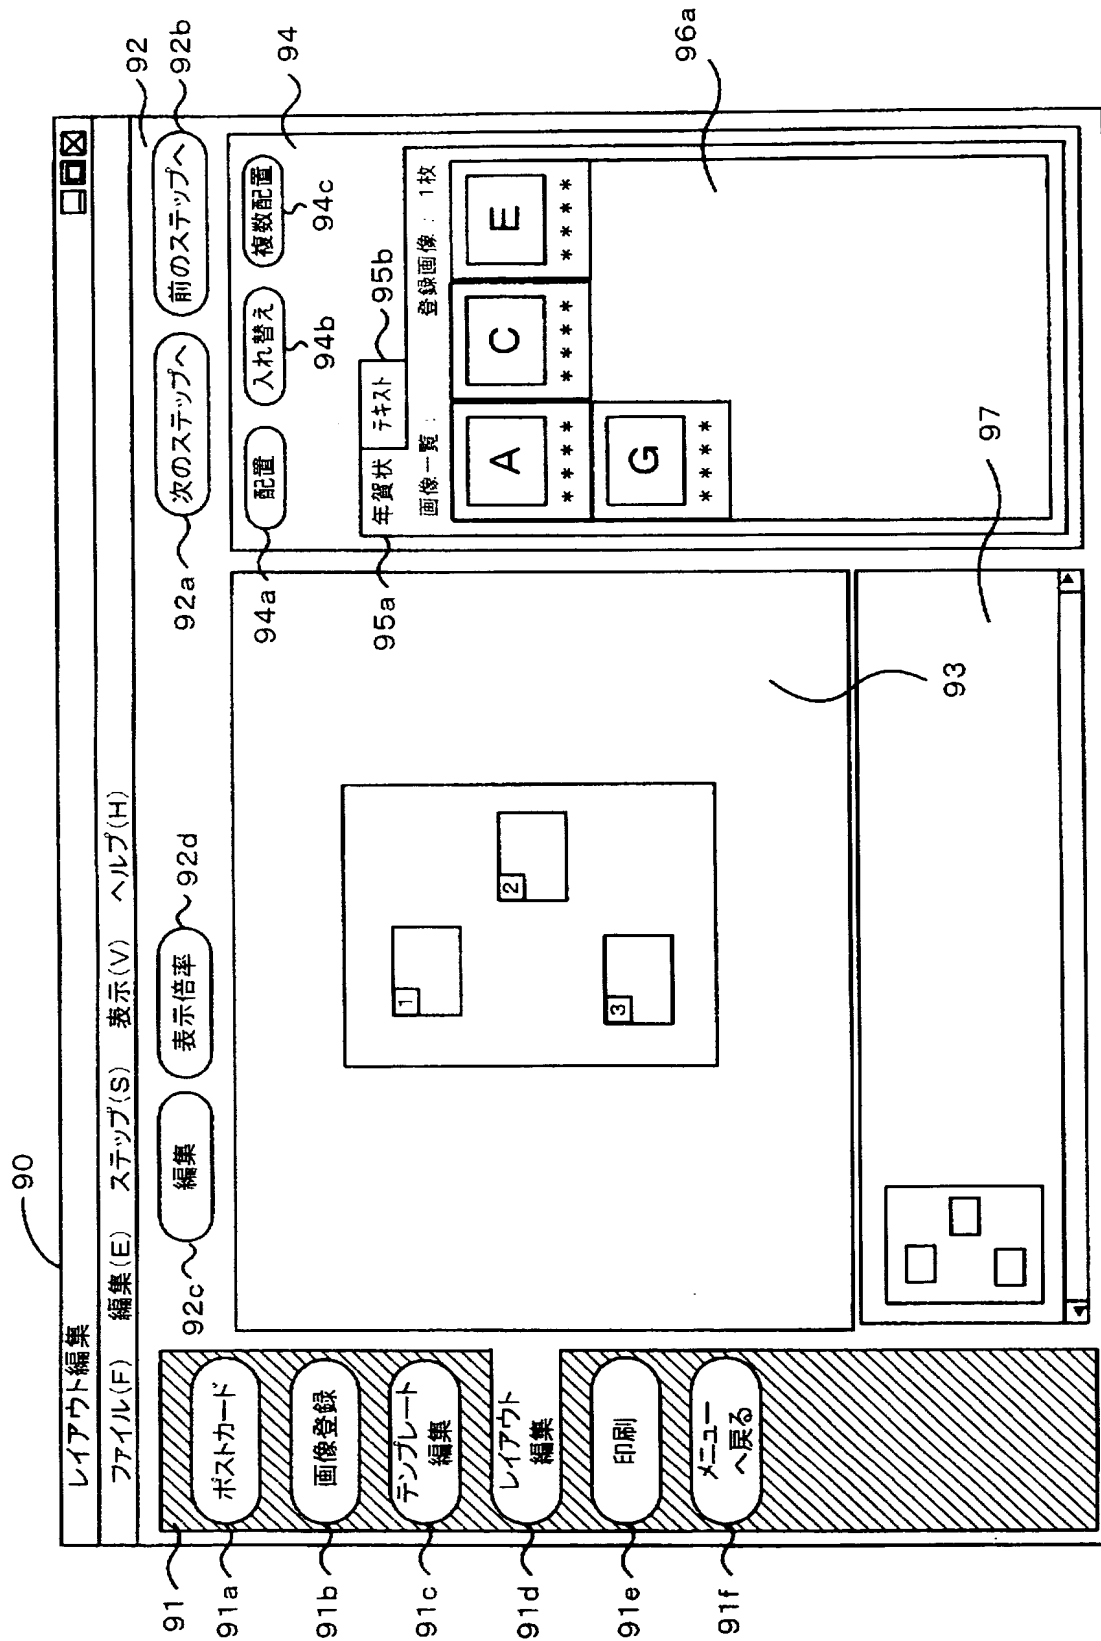 90
レイアウト編集
ファイル(F) 編集(E) ステップ(S) 表示(V) ヘルプ(H)
92
編集 表示倍率 次のステップへ 前のステップへ
92c 92d 92a 92b
91
ポストカード
91a
画像登録
91b
テンプレート
編集
91c
レイアウト
編集
91d
印刷
91e
メニュー
へ戻る
91f
1
2
3
93
97
94
配置 入れ替え 複数配置
94a 94b 94c
年賀状 テキスト
95a 95b
画像一覧: 登録画像: 1枚
A C E
**** **** ****
G
****
96a